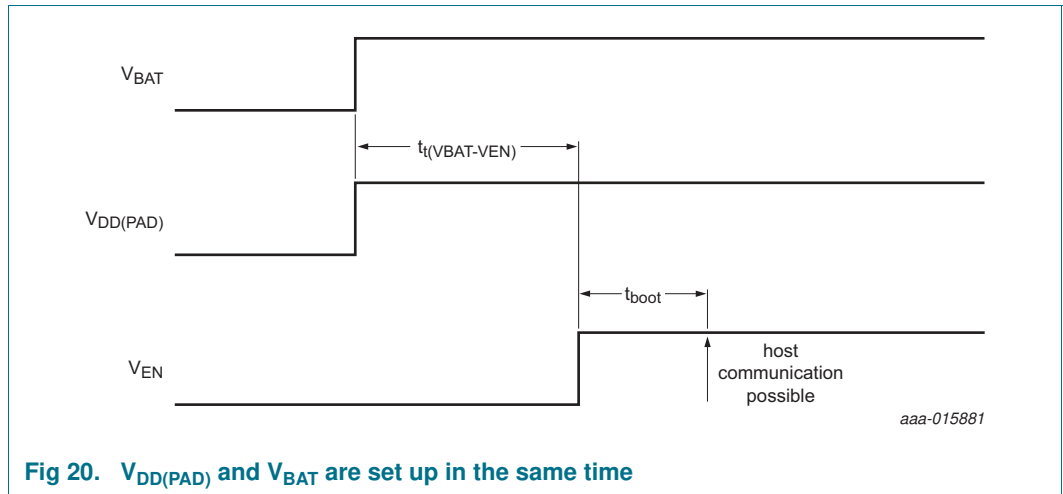 VBAT
tt(VBAT-VEN)
VDD(PAD)
tboot
VEN
host
communication
possible
aaa-015881
Fig 20. VDD(PAD) and VBAT are set up in the same time